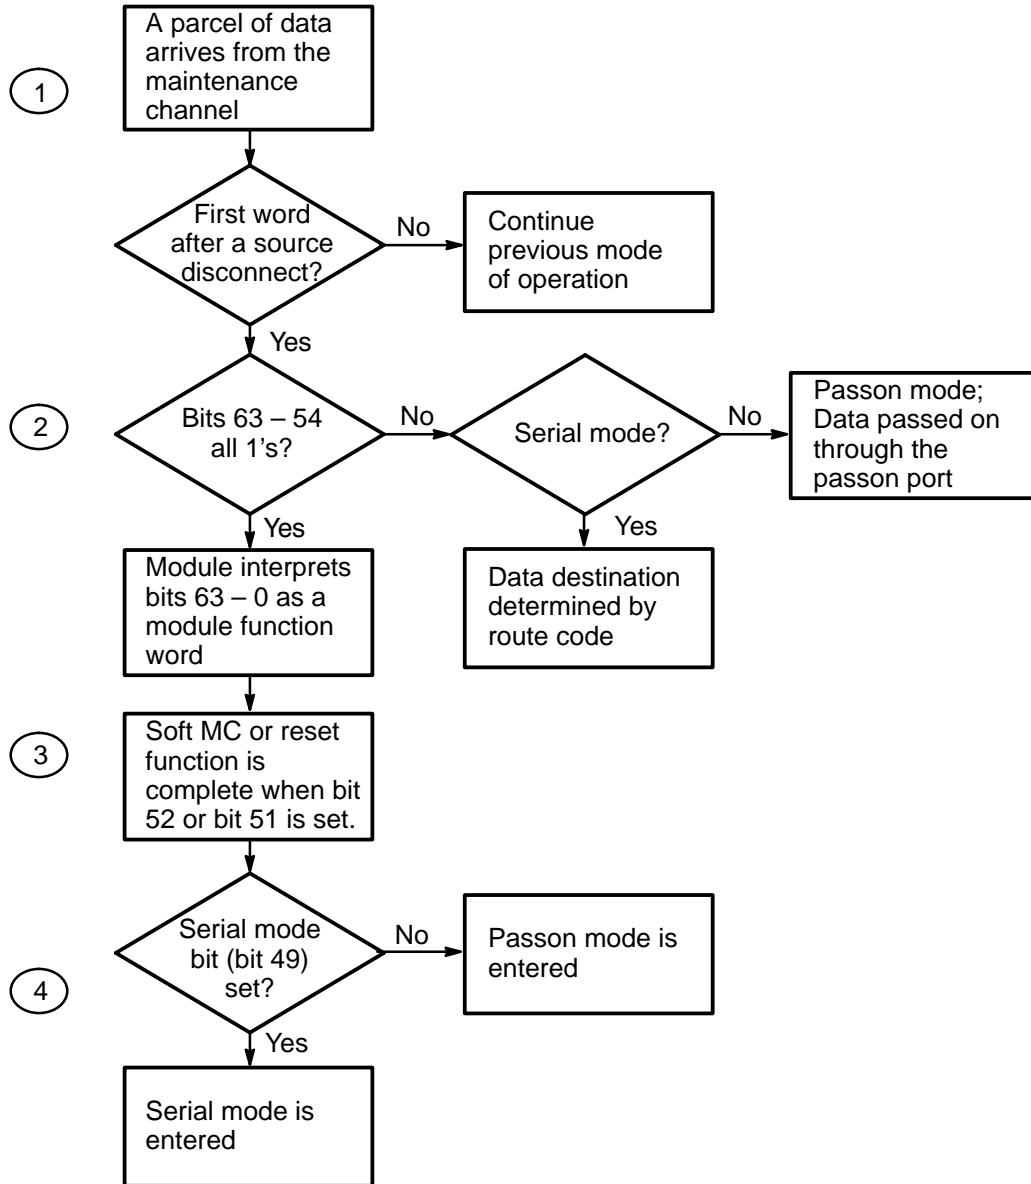 A parcel of data
arrives from the
maintenance
channel
1
First word
after a source
disconnect?
No
Continue
previous mode
of operation
Yes
2
Bits 63 – 54
all 1's?
No
Serial mode?
No
Passon mode;
Data passed on
through the
passon port
Yes
Yes
Module interprets
bits 63 – 0 as a
module function
word
Data destination
determined by
route code
3
Soft MC or reset
function is
complete when bit
52 or bit 51 is set.
4
Serial mode
bit (bit 49)
set?
No
Passon mode is
entered
Yes
Serial mode is
entered